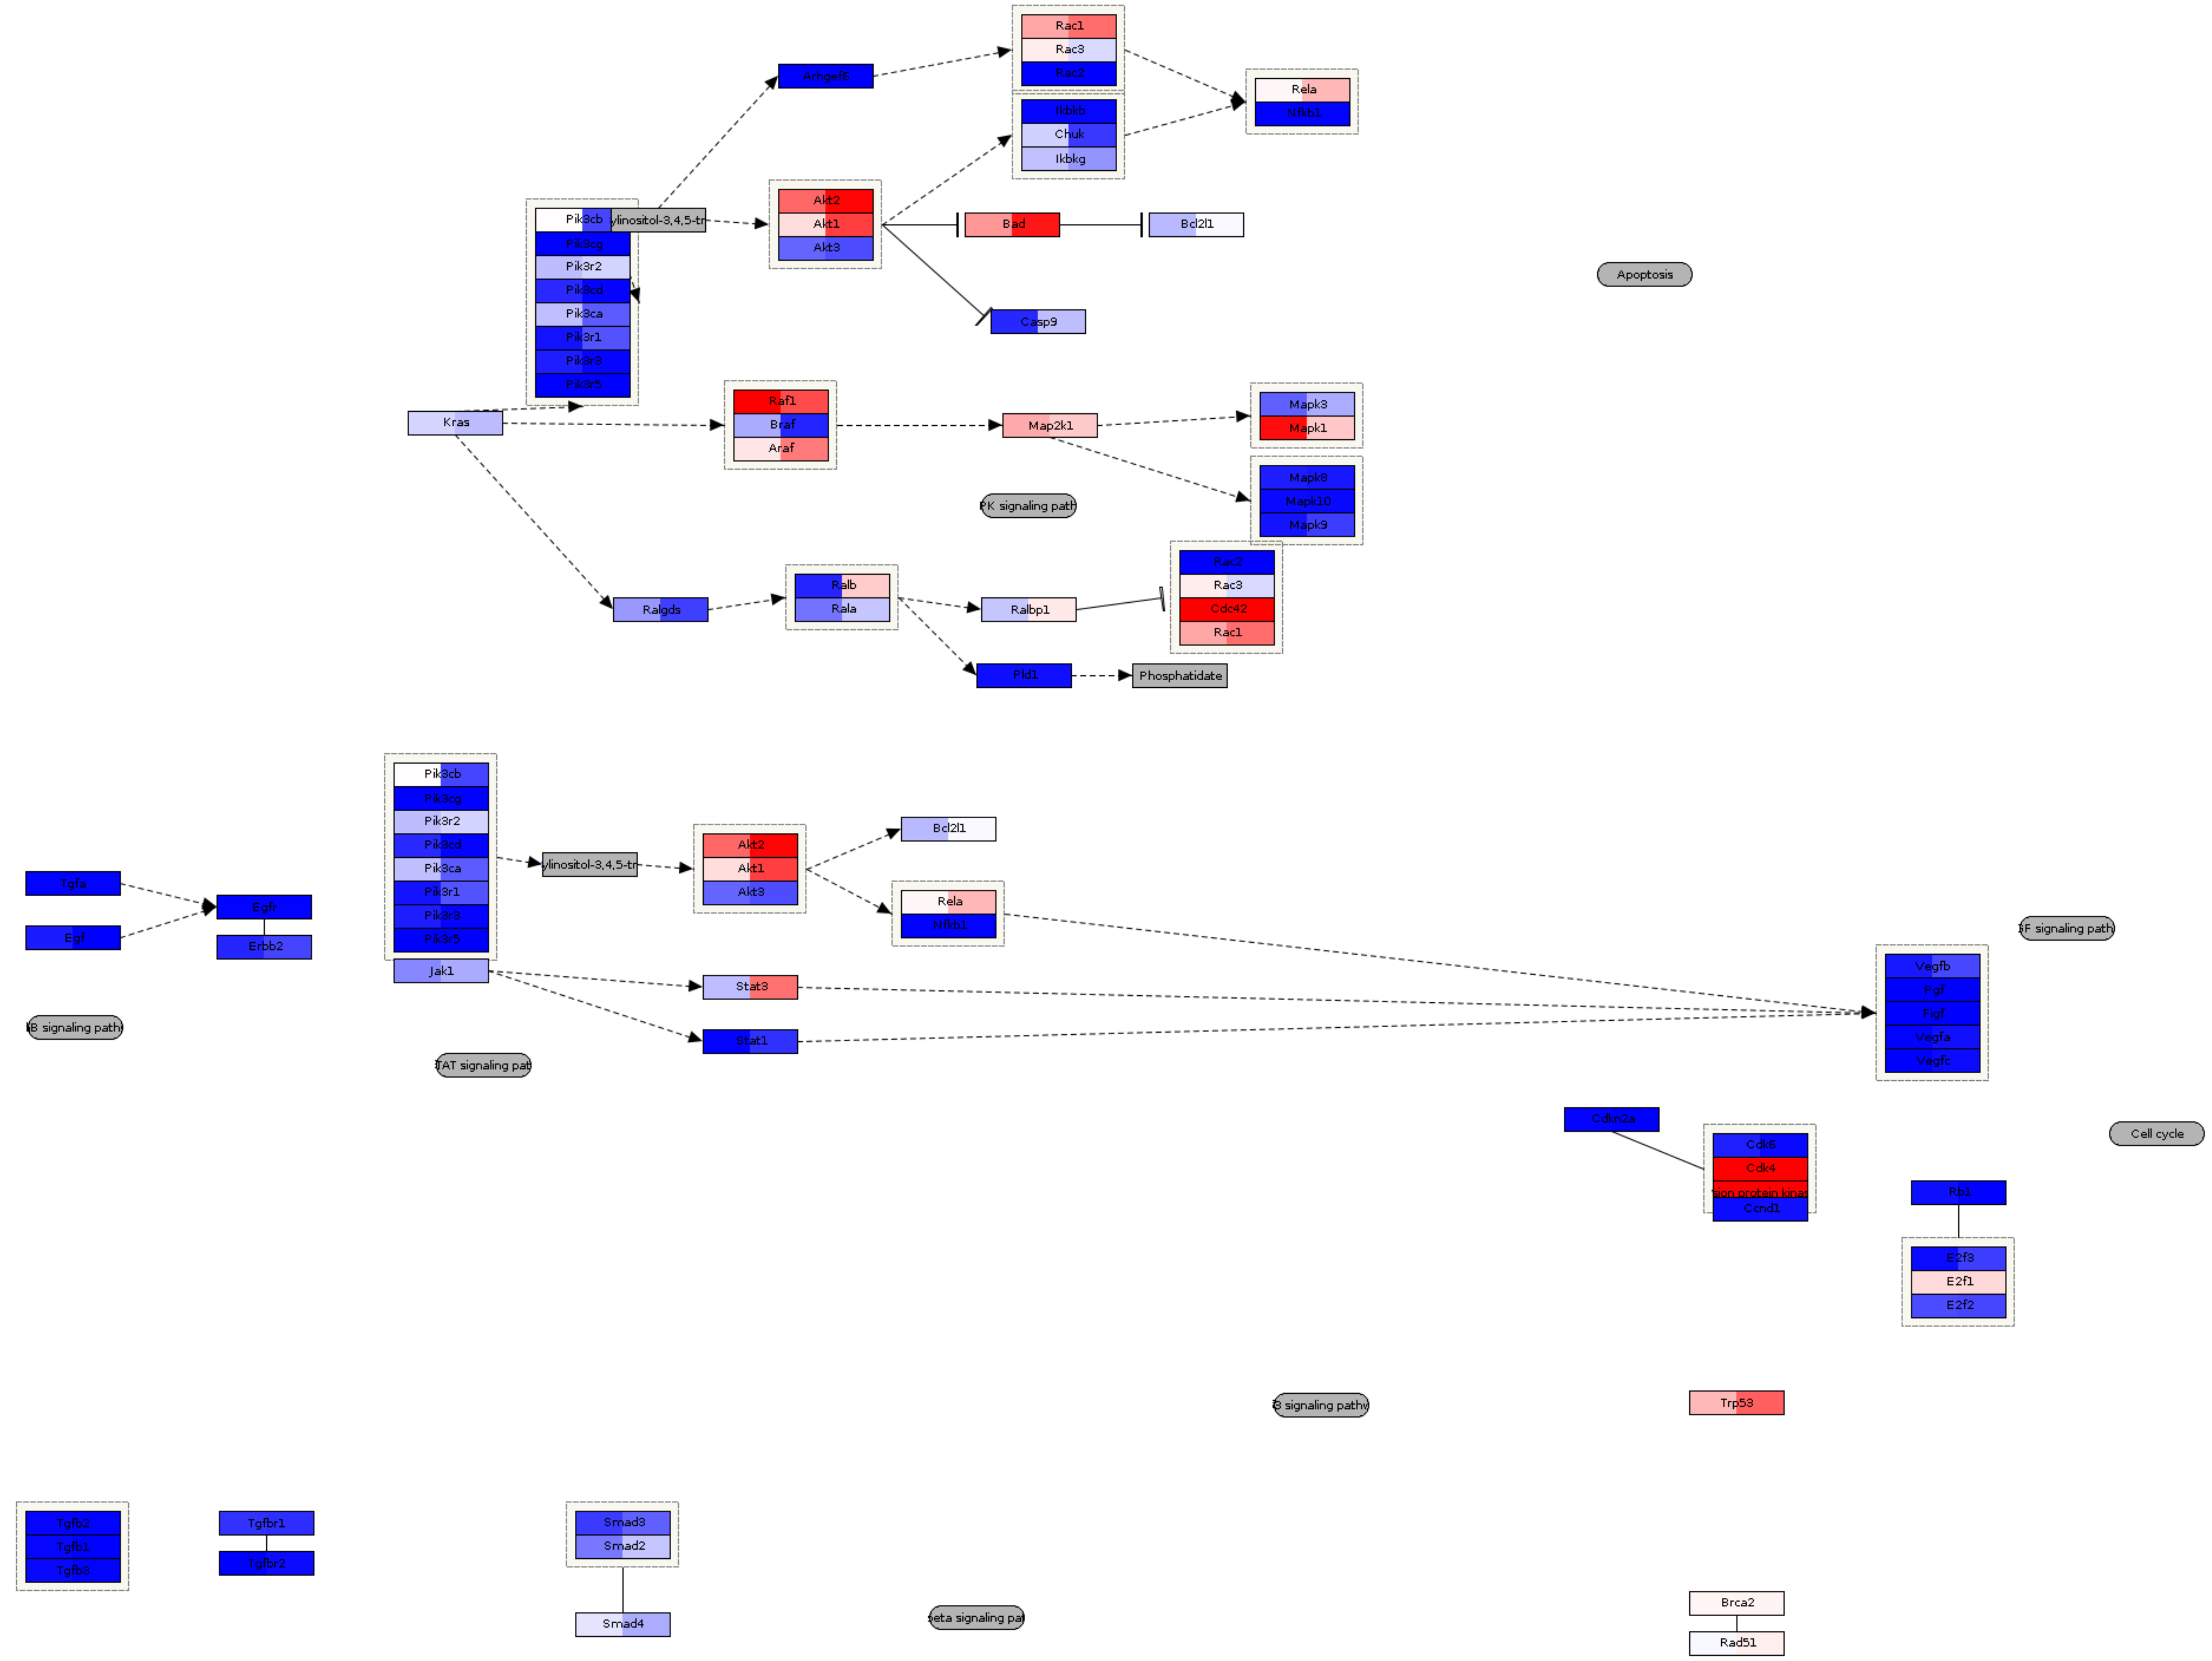 Rac1
Rac3
Rac2
Arhgef6
Rela
Nfkb1
Ikbkb
Chuk
Ikbkg
Akt2
Akt1
Akt3
Pik3cb
ylinositol-3,4,5-tr
Bad
Bcl2l1
Pik3cg
Pik3r2
Pik3cd
Pik3ca
Pik3r1
Pik3r3
Pik3r5
Apoptosis
Casp9
Kras
Raf1
Braf
Araf
Map2k1
Mapk3
Mapk1
Mapk8
Mapk10
Mapk9
PK signaling path
Rac2
Rac3
Cdc42
Rac1
Ralgds
Ralb
Rala
Ralbp1
Pld1
Phosphatidate
Pik3cb
Pik3cg
Pik3r2
Pik3cd
Pik3ca
Pik3r1
Pik3r3
Pik3r5
ylinositol-3,4,5-tr
Akt2
Akt1
Akt3
Bcl2l1
Rela
Nfkb1
Tgfa
Egf
Egfr
Erbb2
Jak1
Stat3
Stat1
signaling path
Vegfb
Pgf
Figf
Vegfa
Vegfc
B signaling path
TAT signaling pat
Cdkn2a
Cdk6
Cdk4
sion protein kinas
Ccnd1
Cell cycle
Rb1
E2f3
E2f1
E2f2
signaling pathw
Trp53
Tgfb2
Tgfb1
Tgfb3
Tgfbr1
Tgfbr2
Smad3
Smad2
Smad4
beta signaling pat
Brca2
Rad51